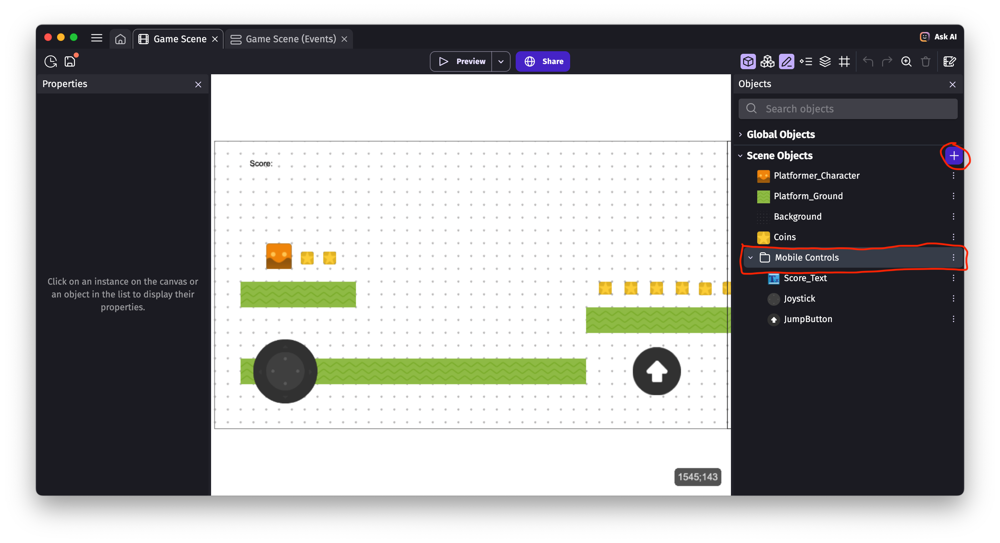 Game Scene
Game Scene (Events)
Ask AI
Preview
Share
Properties
Click on an instance on the canvas or
an object in the list to display their
properties.
Score:
1545;143
Objects
Search objects
Global Objects
Scene Objects
Platformer_Character
Platform_Ground
Background
Coins
Mobile Controls
Tx
Score_Text
Joystick
JumpButton